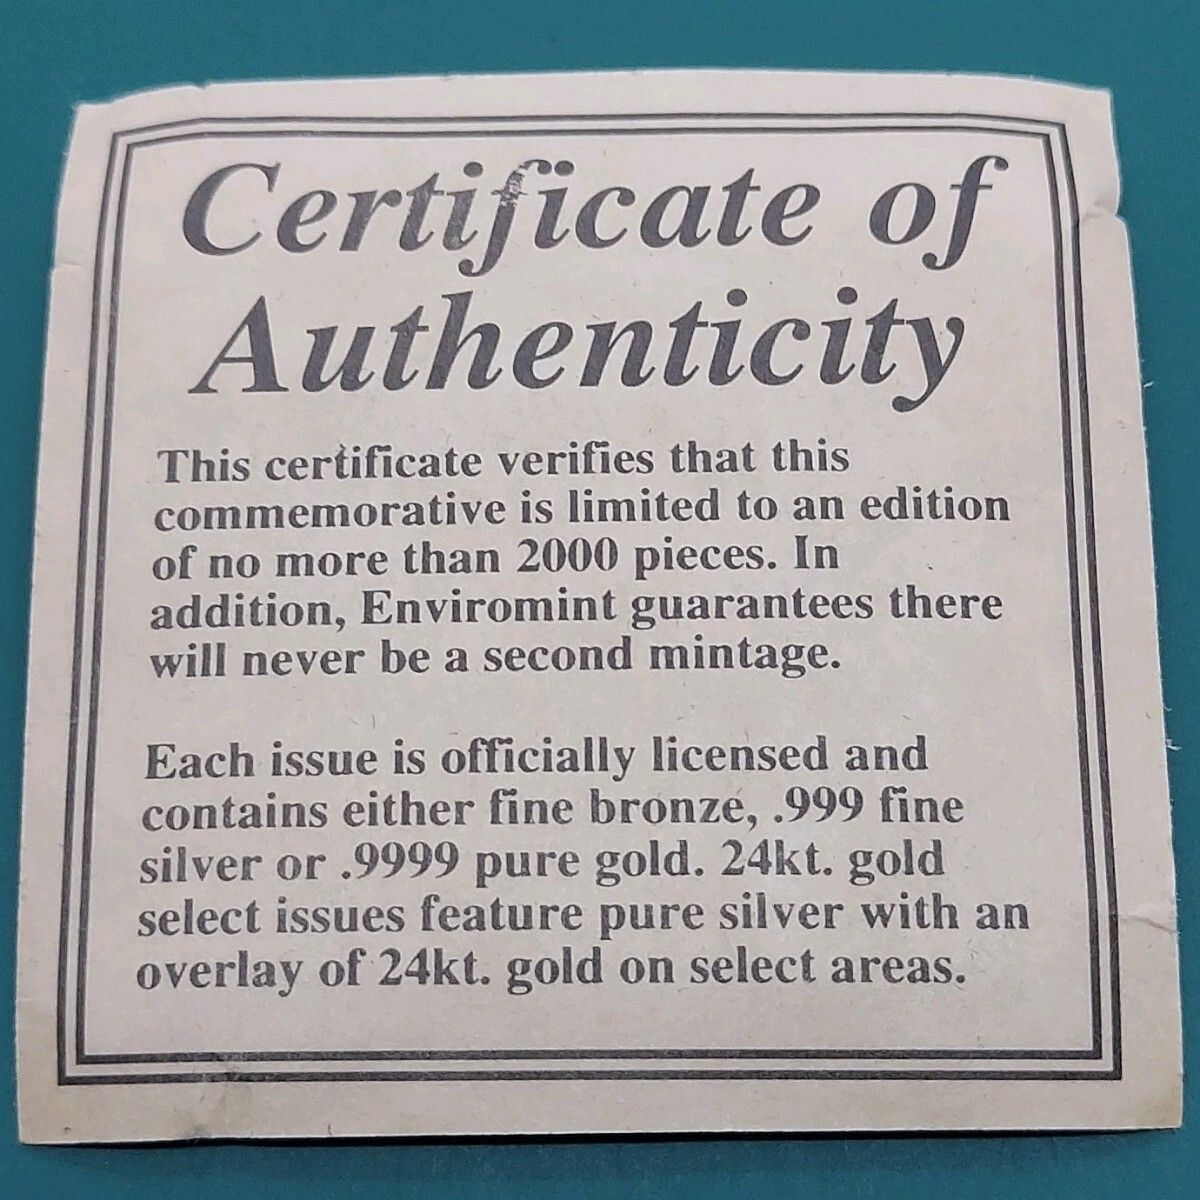 Certificate of
Authenticity
This certificate verifies that this
commemorative is limited to an edition
of no more than 2000 pieces. In
addition, Enviromint guarantees there
will never be a second mintage.
Each issue is officially licensed and
contains either fine bronze, .999 fine
silver or .9999 pure gold. 24kt. gold
select issues feature pure silver with an
overlay of 24kt. gold on select areas.